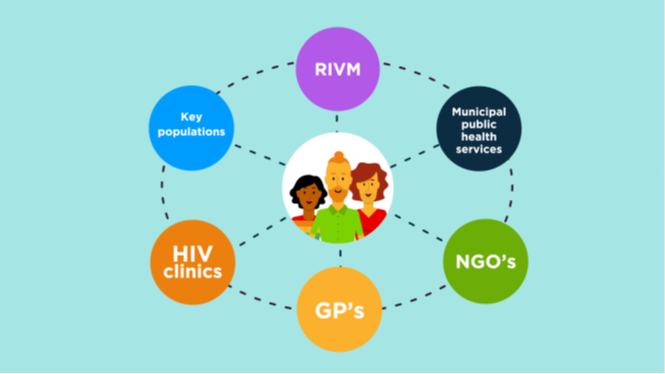 RIVM
Key
populations
Municipal
public
health
services
HIV
clinics
NGO's
GP's